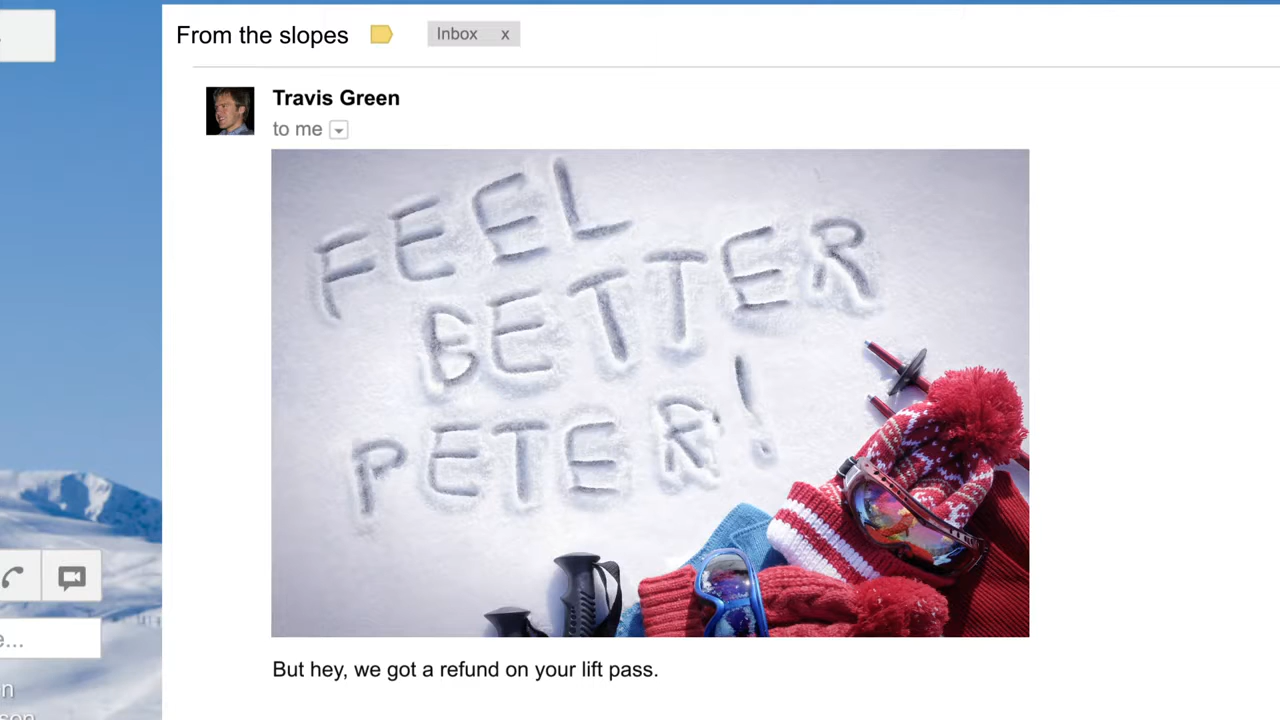 From the slopes
Inbox x
Travis Green
to me
FEEL
BETTER
PETER!
But hey, we got a refund on your lift pass.